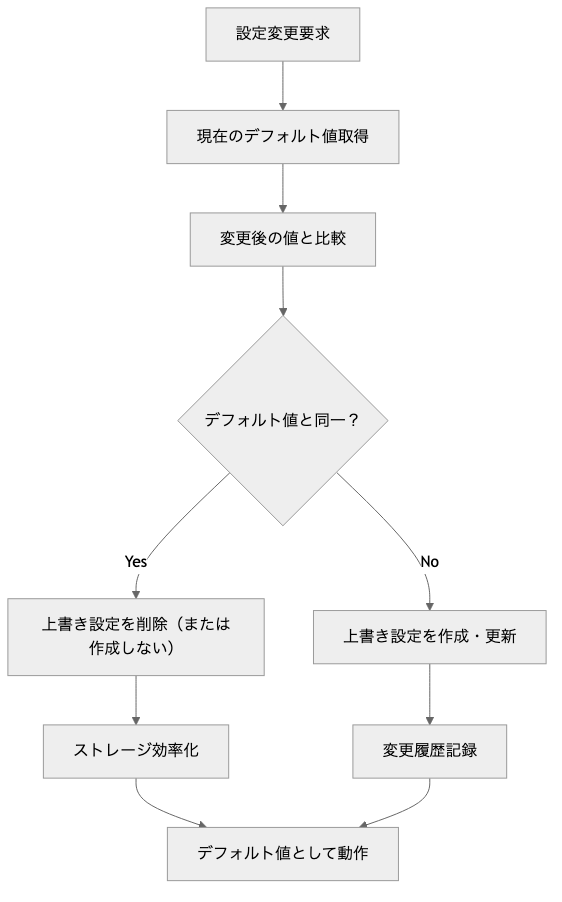 設定変更要求
現在のデフォルト値取得
変更後の値と比較
デフォルト値と同一？
Yes
No
上書き設定を削除（または
作成しない）
上書き設定を作成・更新
ストレージ効率化
変更履歴記録
デフォルト値として動作